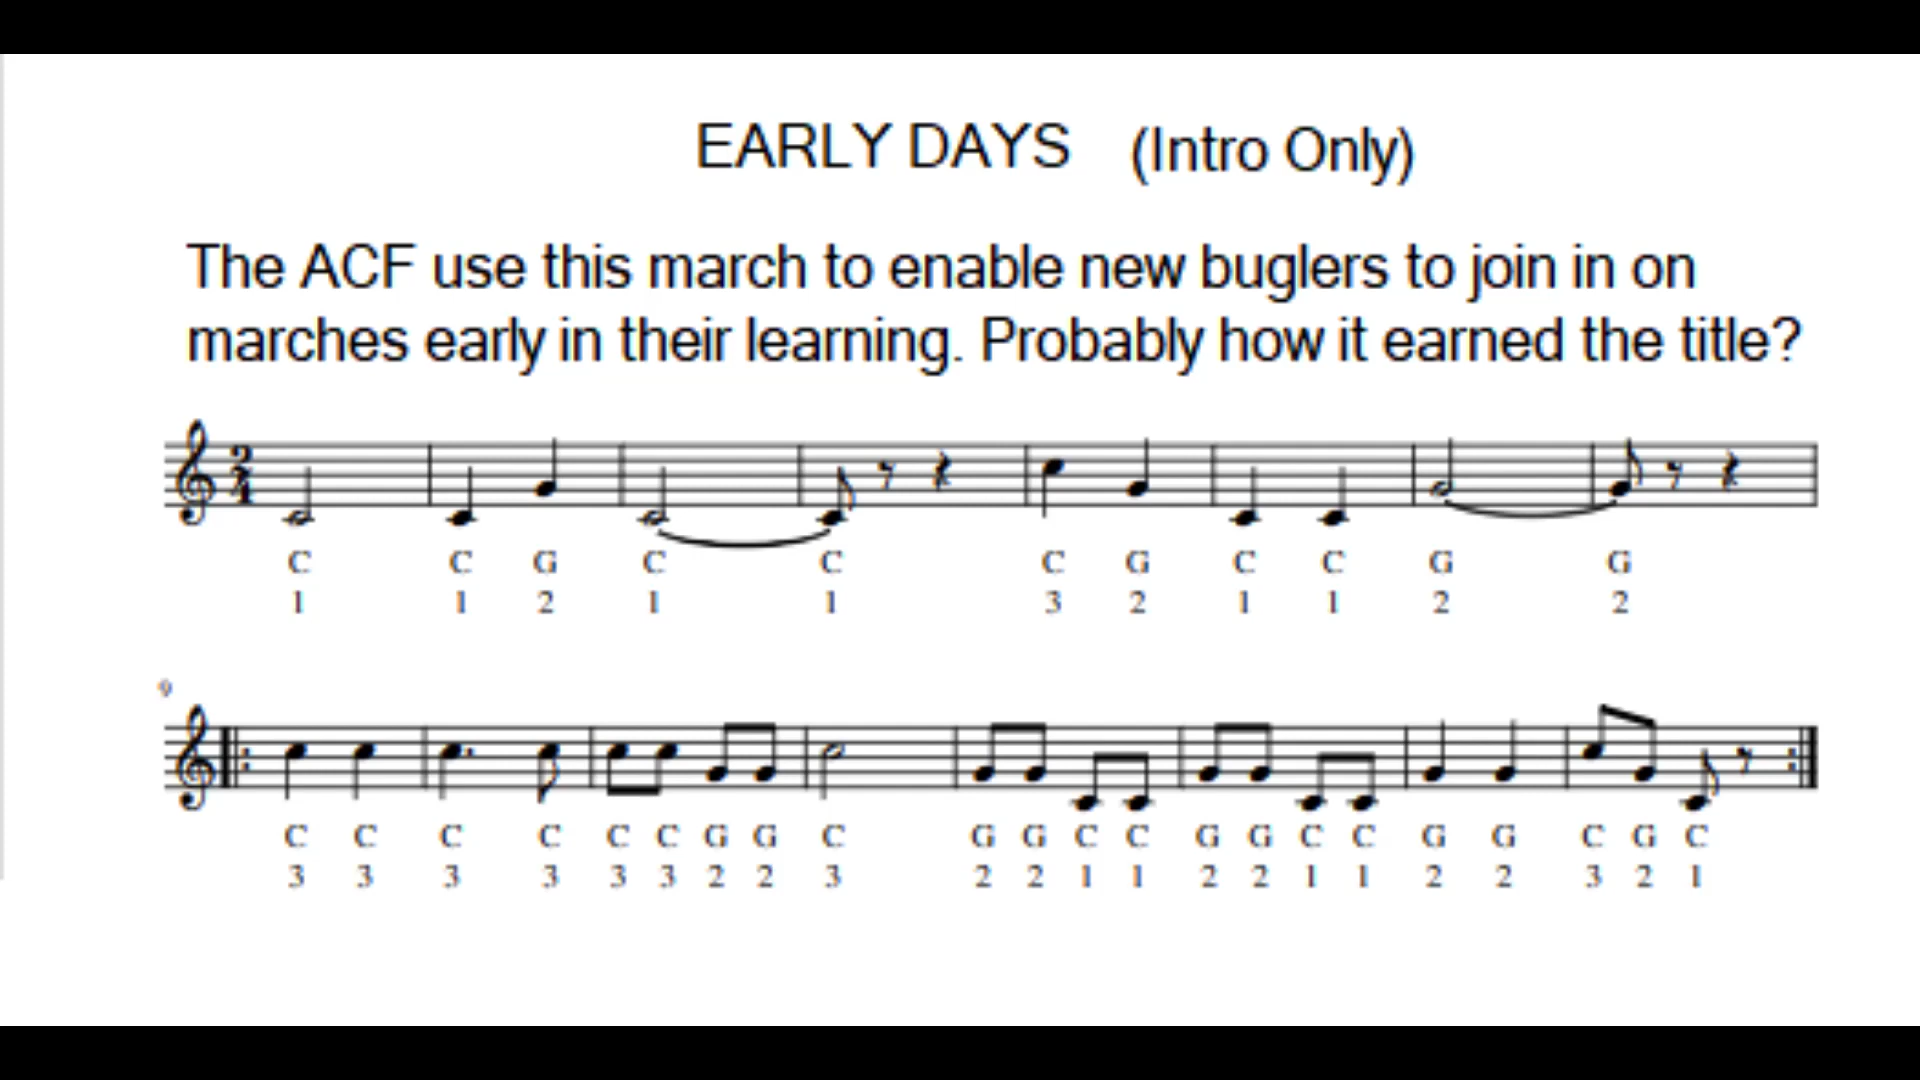 EARLY DAYS (Intro Only)
The ACF use this march to enable new buglers to join in on
marches early in their learning. Probably how it earned the title?
2 4
C C G C C C G C C G G
1 1 2 1 1 3 2 1 1 2 2
9
C C C C C C G G C G G C C G G C C G G C G C
3 3 3 3 3 3 2 2 3 2 2 1 1 2 2 1 1 2 2 3 2 1